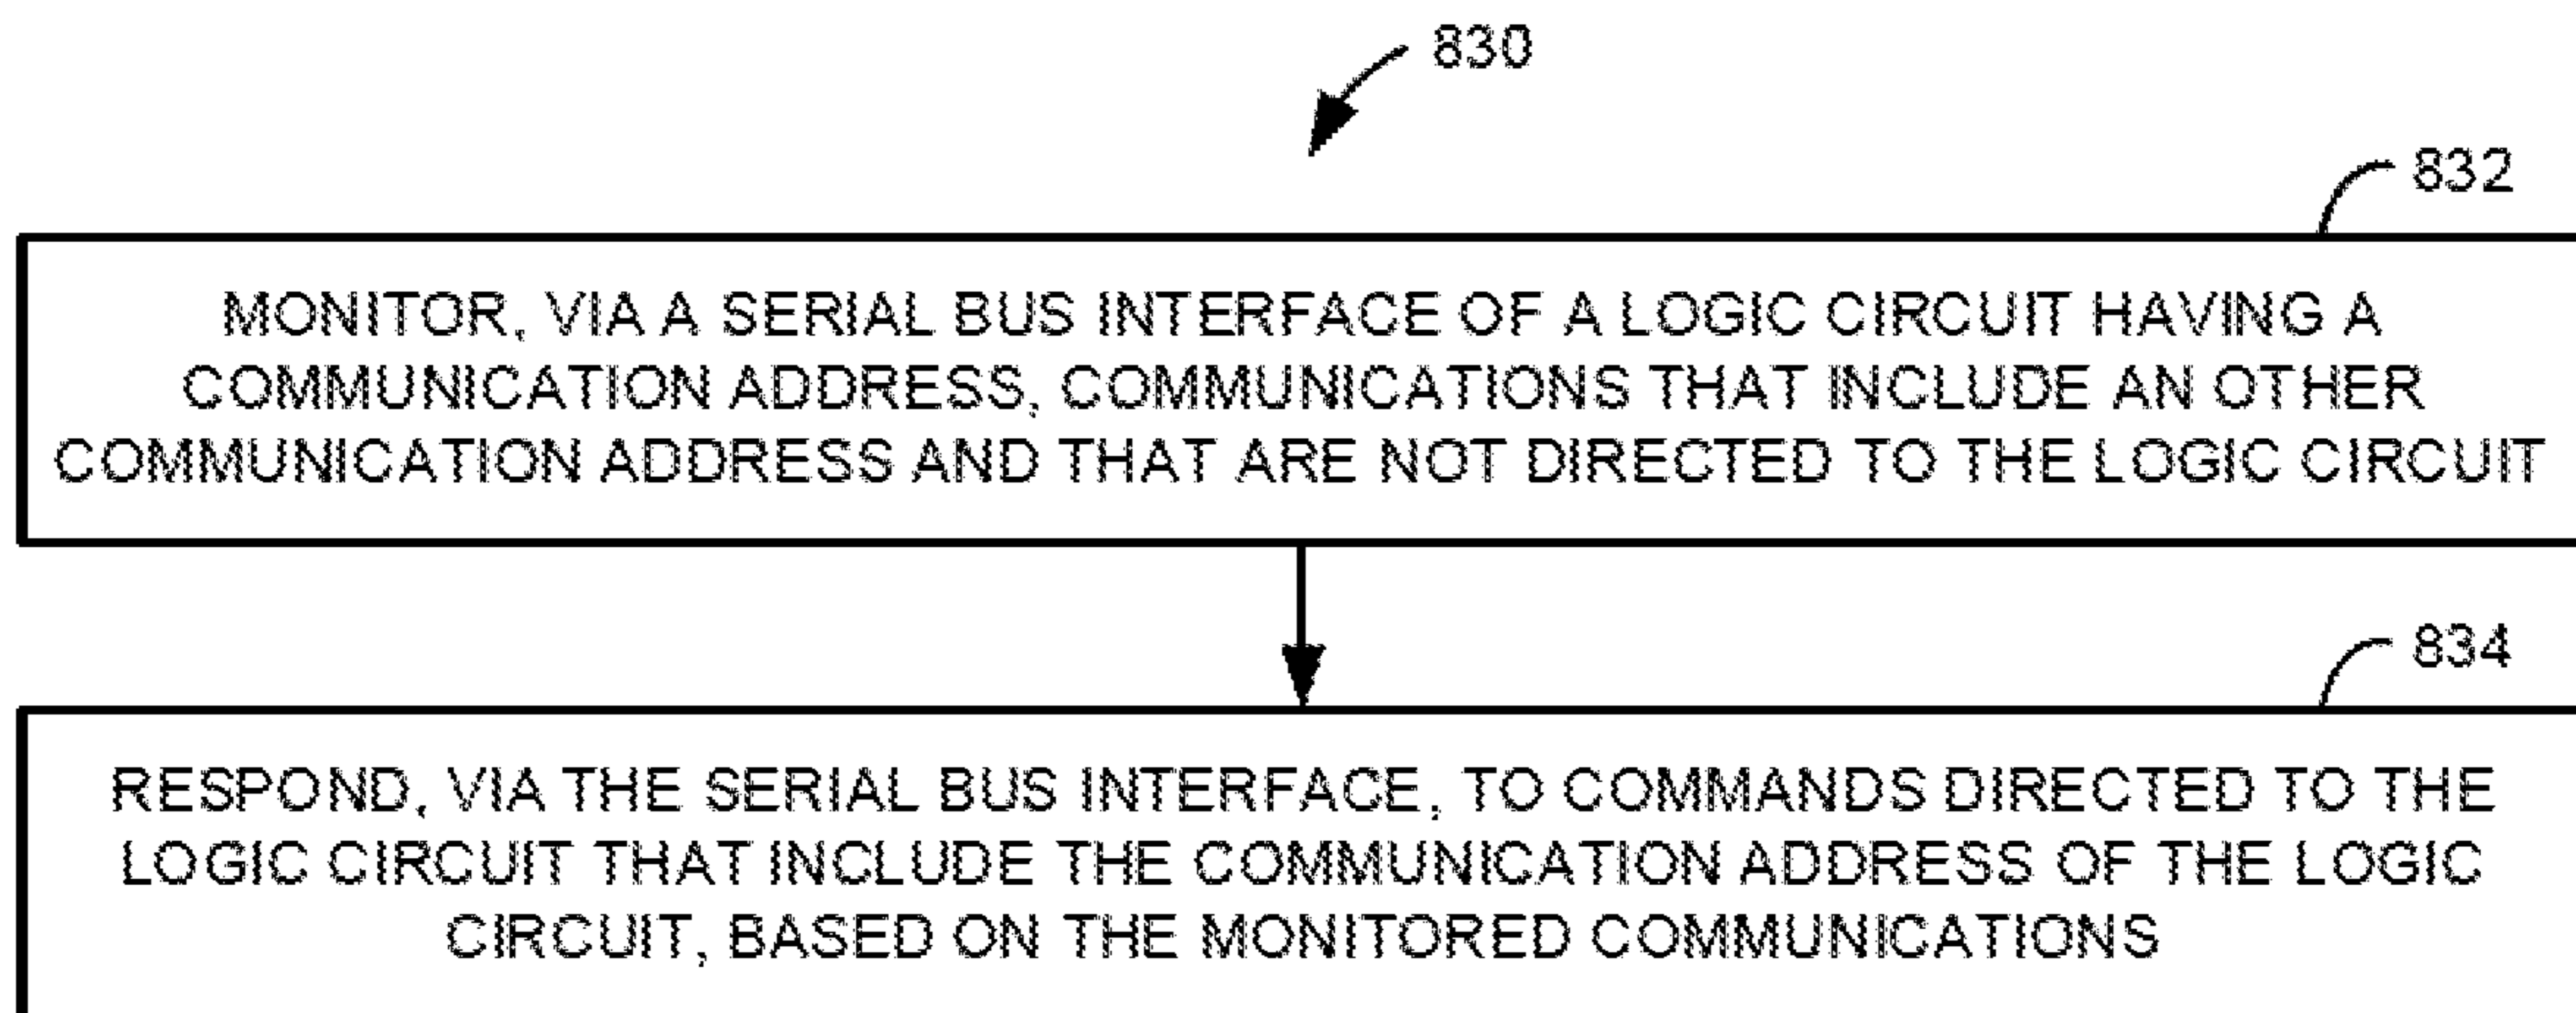 830
832
MONITOR, VIA A SERIAL BUS INTERFACE OF A LOGIC CIRCUIT HAVING A
COMMUNICATION ADDRESS, COMMUNICATIONS THAT INCLUDE AN OTHER
COMMUNICATION ADDRESS AND THAT ARE NOT DIRECTED TO THE LOGIC CIRCUIT
834
RESPOND, VIA THE SERIAL BUS INTERFACE, TO COMMANDS DIRECTED TO THE
LOGIC CIRCUIT THAT INCLUDE THE COMMUNICATION ADDRESS OF THE LOGIC
CIRCUIT, BASED ON THE MONITORED COMMUNICATIONS